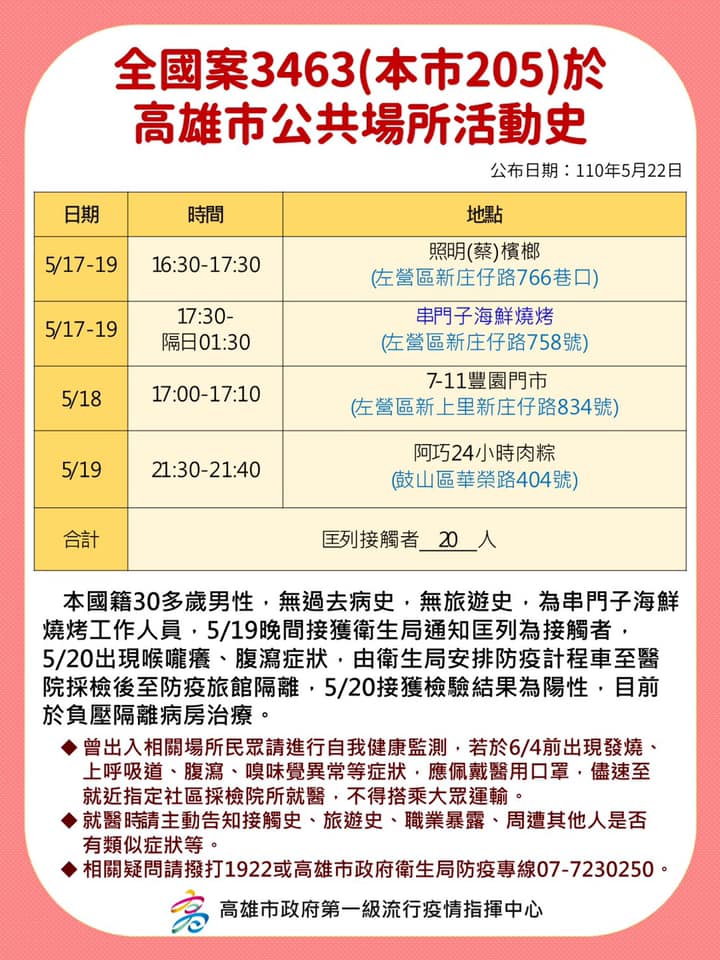 全國案3463(本市205)於
高雄市公共場所活動史
公布日期：110年5月22日
日期 時間 地點
5/17-19 16:30-17:30 照明(蔡)檳榔
(左營區新庄仔路766巷口)
5/17-19 17:30-
隔日01:30 串門子海鮮燒烤
(左營區新庄仔路758號)
5/18 17:00-17:10 7-11豐園門市
(左營區新上里新庄仔路834號)
5/19 21:30-21:40 阿巧24小時肉粽
(鼓山區華榮路404號)
合計 匡列接觸者__20__人
本國籍30多歲男性，無過去病史，無旅遊史，為串門子海鮮
燒烤工作人員，5/19晚間接獲衛生局通知匡列為接觸者，
5/20出現喉嚨癢、腹瀉症狀，由衛生局安排防疫計程車至醫
院採檢後至防疫旅館隔離，5/20接獲檢驗結果為陽性，目前
於負壓隔離病房治療。
◆曾出入相關場所民眾請進行自我健康監測，若於6/4前出現發燒、
上呼吸道、腹瀉、嗅味覺異常等症狀，應佩戴醫用口罩，儘速至
就近指定社區採檢院所就醫，不得搭乘大眾運輸。
◆就醫時請主動告知接觸史、旅遊史、職業暴露、周遭其他人是否
有類似症狀等。
◆相關疑問請撥打1922或高雄市政府衛生局防疫專線07-7230250。
高雄市政府第一級流行疫情指揮中心